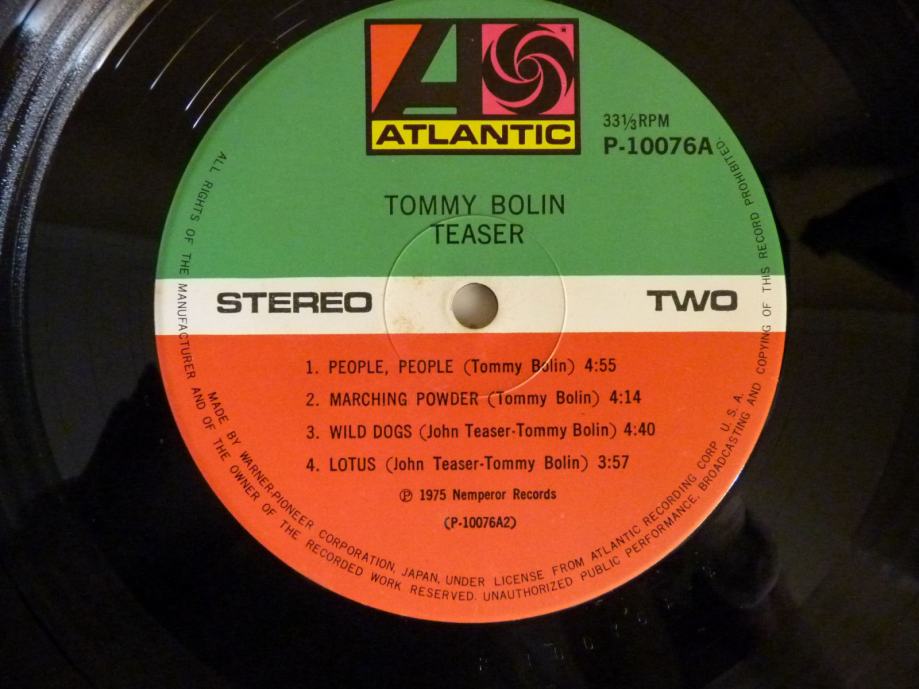 ATLANTIC
33⅓RPM
P-10076A
TOMMY BOLIN
TEASER
STEREO TWO
1. PEOPLE, PEOPLE (Tommy Bolin) 4:55
2. MARCHING POWDER (Tommy Bolin) 4:14
3. WILD DOGS (John Teaser-Tommy Bolin) 4:40
4. LOTUS (John Teaser-Tommy Bolin) 3:57
℗ 1975 Nemperor Records
(P-10076A2)
MADE BY WARNER-PIONEER CORPORATION, JAPAN, UNDER LICENSE FROM ATLANTIC RECORDING CORP. U.S.A.
ALL RIGHTS OF THE MANUFACTURER AND OF THE OWNER OF THE RECORDED WORK RESERVED. UNAUTHORIZED PUBLIC PERFORMANCE, BROADCASTING AND COPYING OF THIS RECORD PROHIBITED.